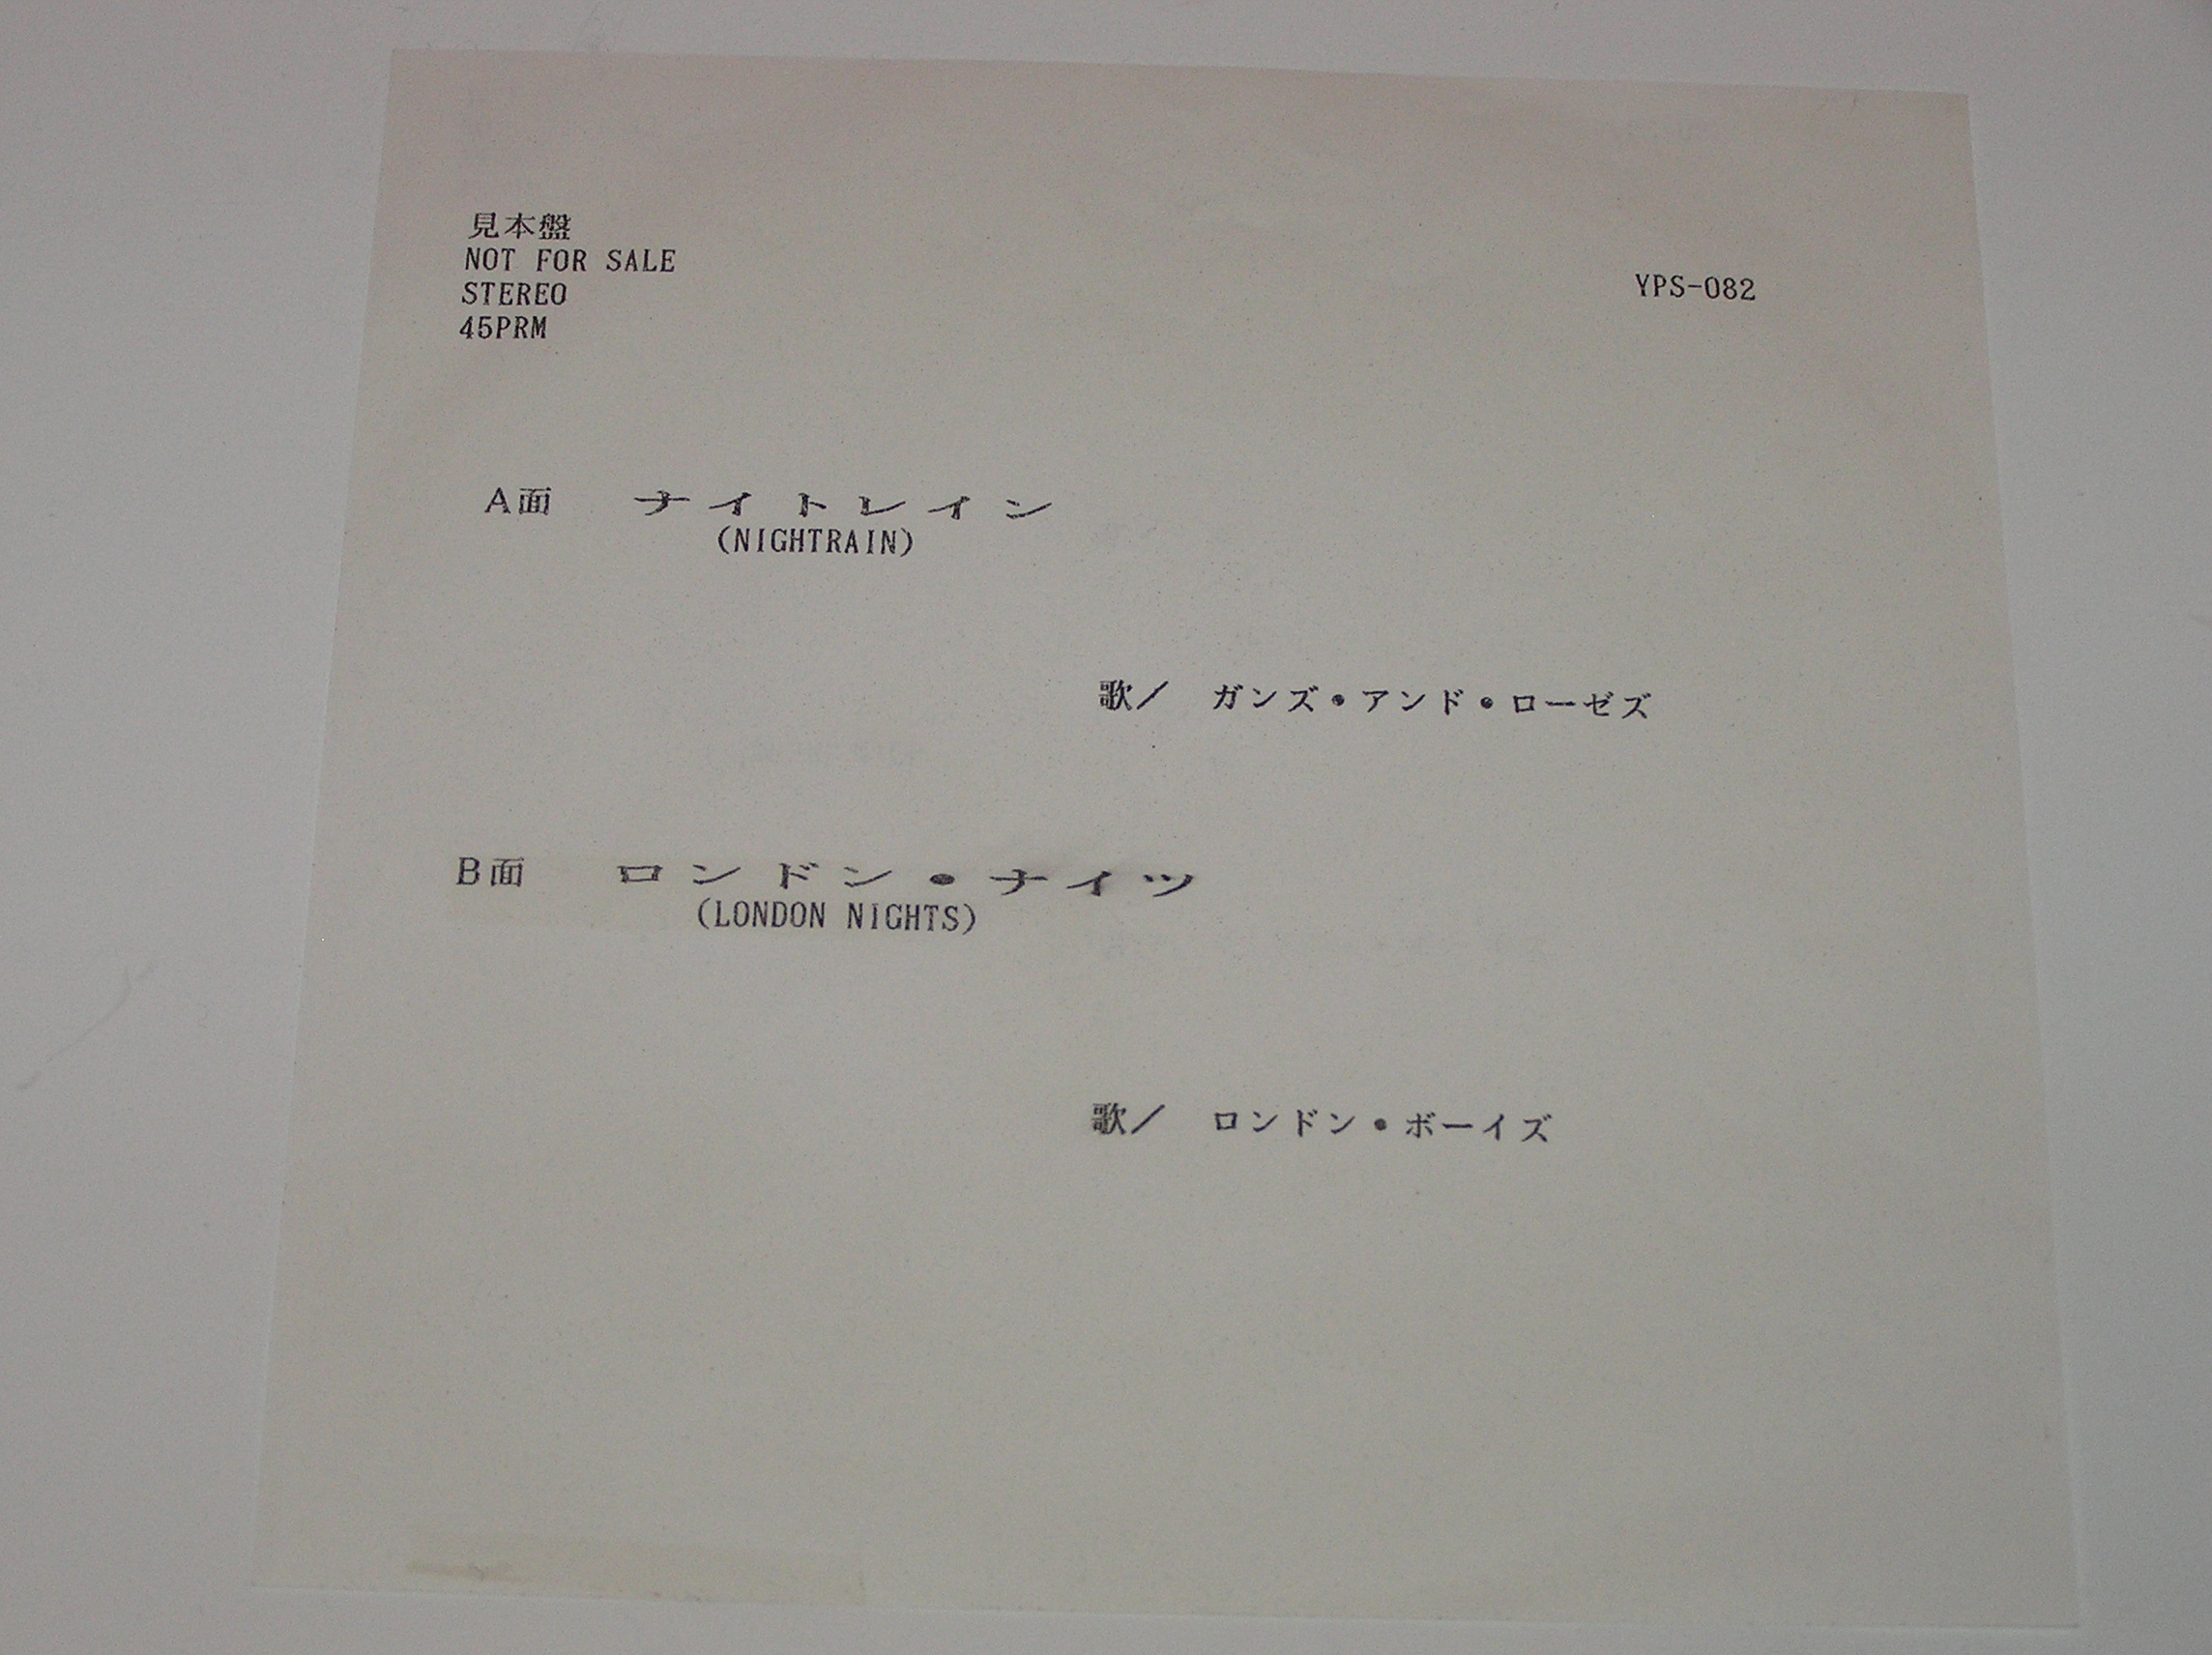 見本盤
NOT FOR SALE
STEREO
45PRM
YPS-082
A面 ナイトレイン
(NIGHTRAIN)
歌／ ガンズ・アンド・ローゼズ
B面 ロンドン・ナイツ
(LONDON NIGHTS)
歌／ ロンドン・ボーイズ